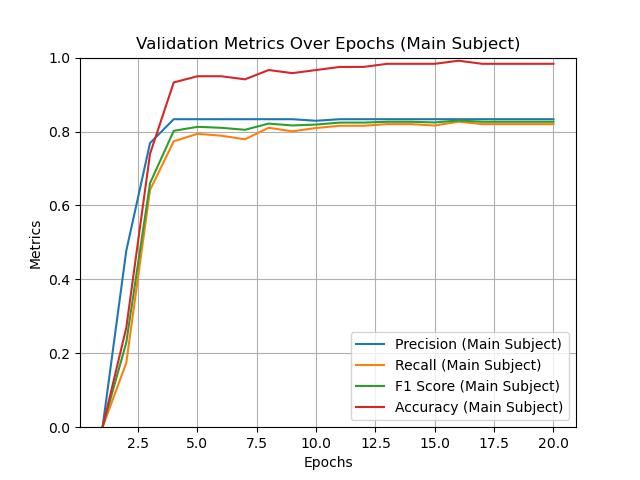 Validation Metrics Over Epochs (Main Subject)
1.0
0.8
0.6
0.4
0.2
0.0
Metrics
Precision (Main Subject)
Recall (Main Subject)
F1 Score (Main Subject)
Accuracy (Main Subject)
2.5 5.0 7.5 10.0 12.5 15.0 17.5 20.0
Epochs